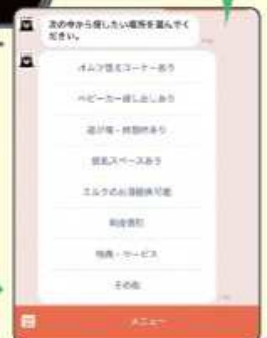 次の中から探したい場所を選んでく
ださい。
オムツ替えコーナーあり
ベビーカー貸し出しあり
遊び場・休憩所あり
授乳スペースあり
ミルクのお湯提供可能
料金割引
特典・サービス
その他
メニュー